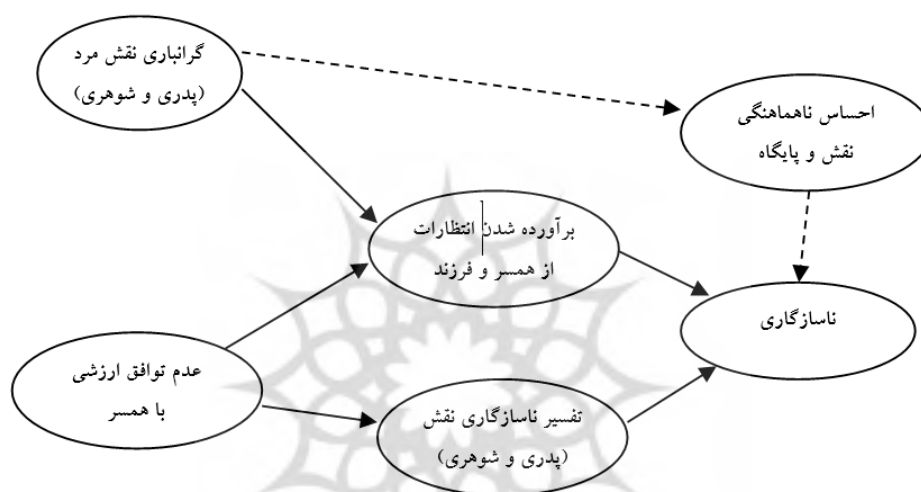 گرانباری نقش مرد
(پدری و شوهری)
احساس ناهماهنگی
نقش و پایگاه
برآورده شدن انتظارات
از همسر و فرزند
ناسازگاری
عدم توافق ارزشی
با همسر
تفسیر ناسازگاری نقش
(پدری و شوهری)